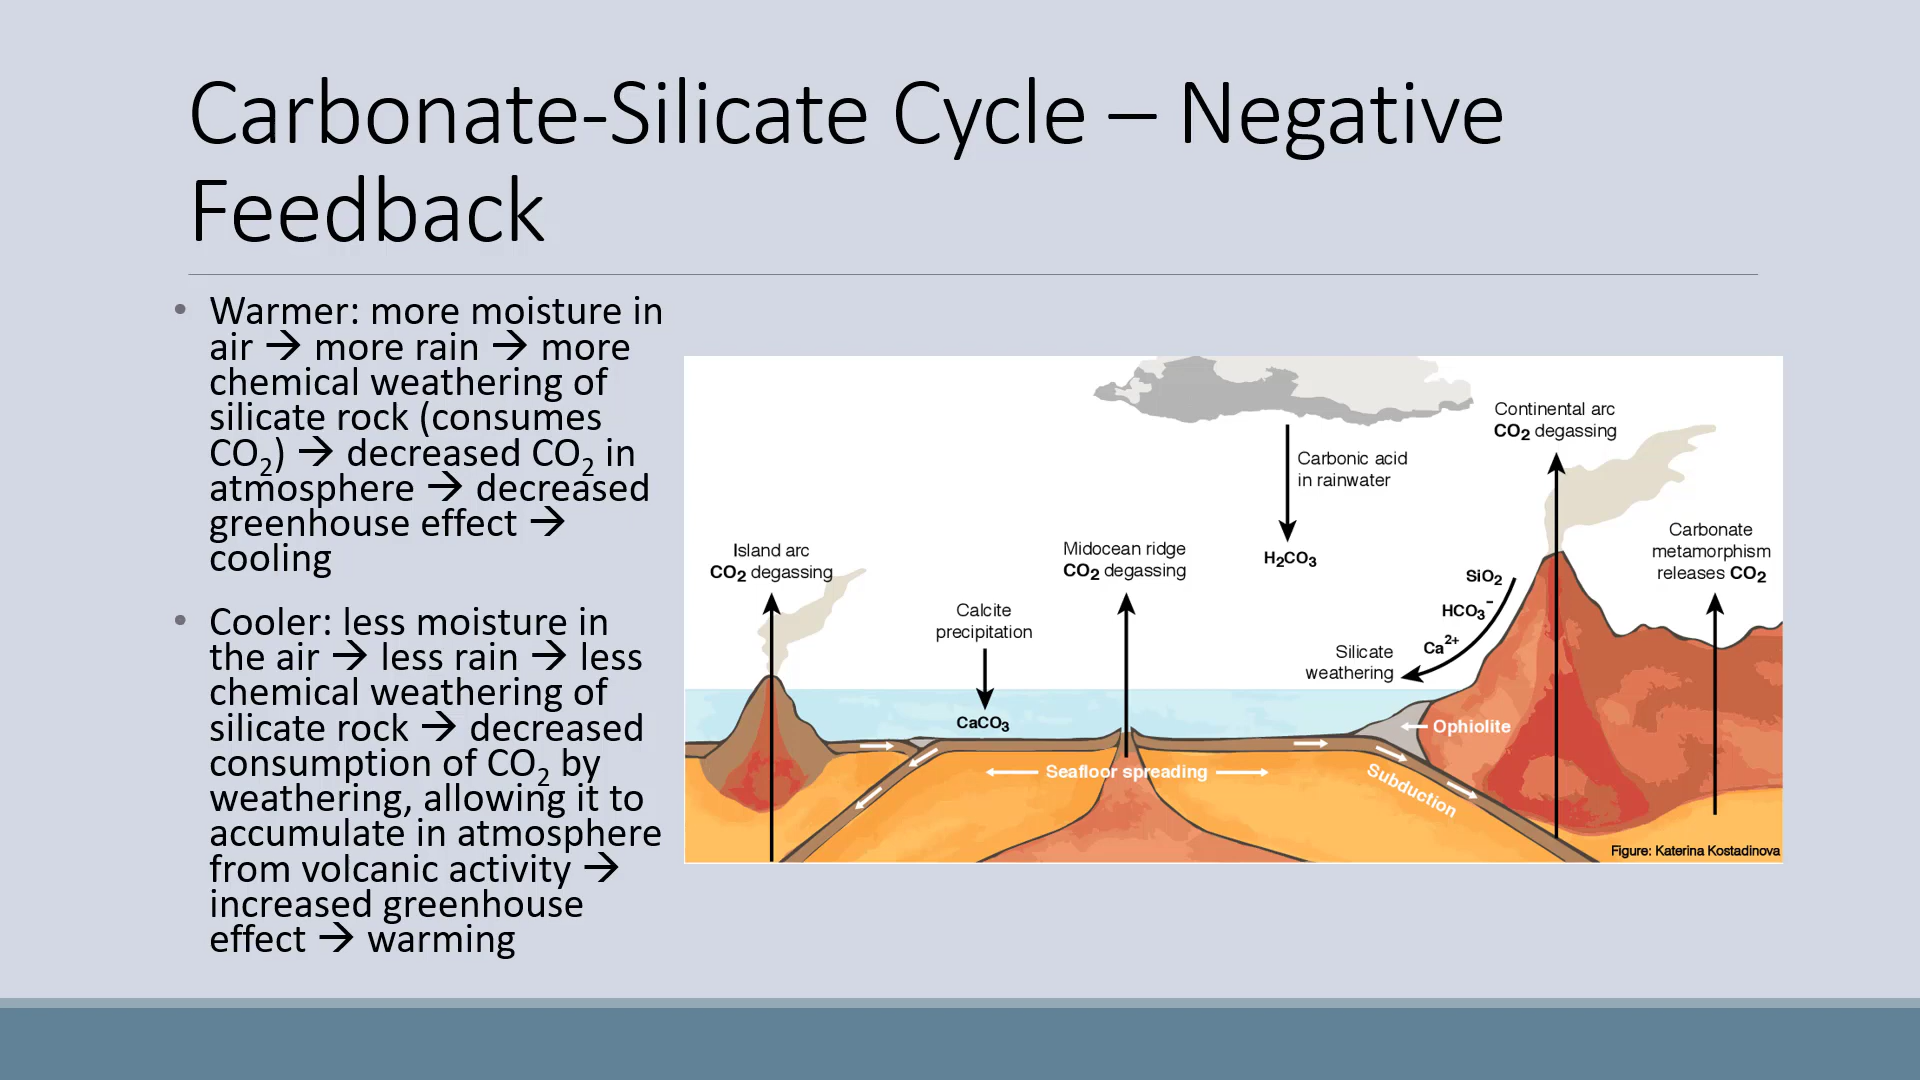 Carbonate-Silicate Cycle – Negative
Feedback
• Warmer: more moisture in
air → more rain → more
chemical weathering of
silicate rock (consumes
CO₂) → decreased CO₂ in
atmosphere → decreased
greenhouse effect →
cooling
• Cooler: less moisture in
the air → less rain → less
chemical weathering of
silicate rock → decreased
consumption of CO₂ by
weathering, allowing it to
accumulate in atmosphere
from volcanic activity →
increased greenhouse
effect → warming
Island arc
CO₂ degassing
Calcite
precipitation
CaCO₃
Midocean ridge
CO₂ degassing
Carbonic acid
in rainwater
H₂CO₃
Continental arc
CO₂ degassing
Carbonate
metamorphism
releases CO₂
SiO₂
HCO₃⁻
Ca²⁺
Silicate
weathering
Ophiolite
Seafloor spreading
Subduction
Figure: Katerina Kostadinova